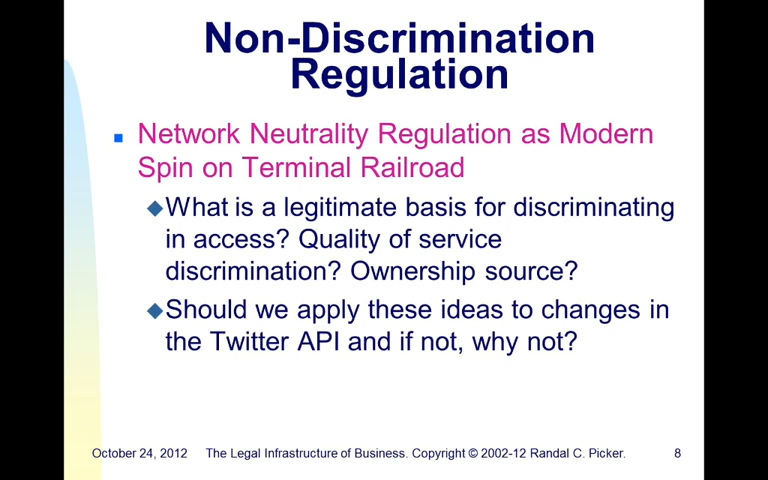 Non-Discrimination
Regulation
Network Neutrality Regulation as Modern
Spin on Terminal Railroad
What is a legitimate basis for discriminating
in access? Quality of service
discrimination? Ownership source?
Should we apply these ideas to changes in
the Twitter API and if not, why not?
October 24, 2012 The Legal Infrastructure of Business. Copyright © 2002-12 Randal C. Picker. 8